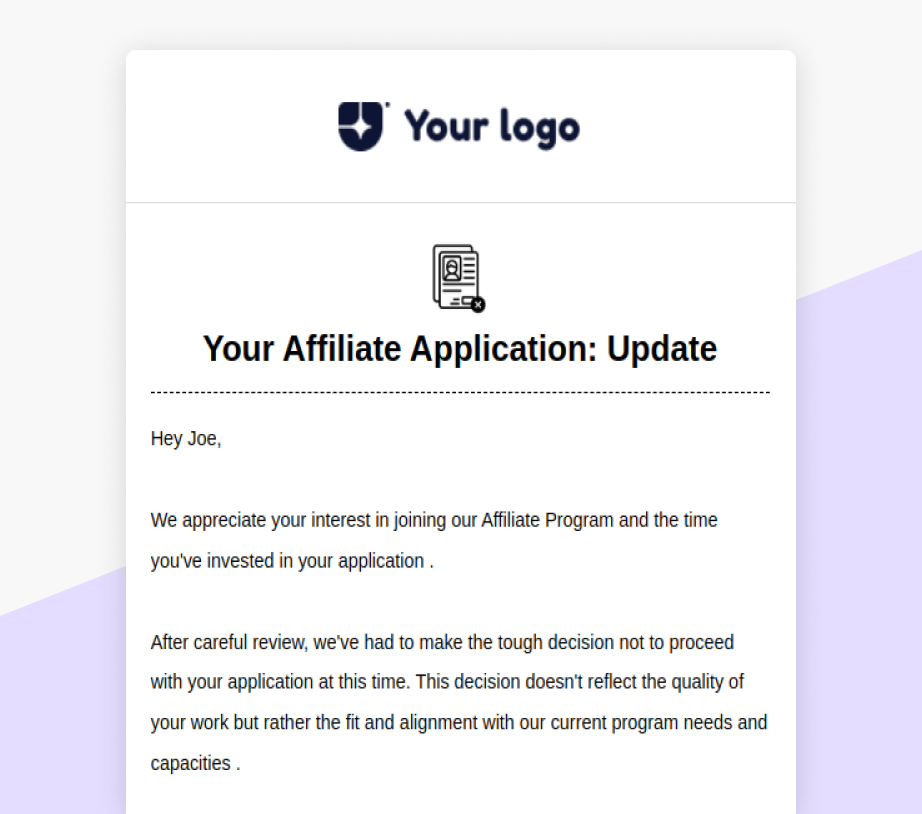 Your logo
Your Affiliate Application: Update
Hey Joe,
We appreciate your interest in joining our Affiliate Program and the time
you've invested in your application .
After careful review, we've had to make the tough decision not to proceed
with your application at this time. This decision doesn't reflect the quality of
your work but rather the fit and alignment with our current program needs and
capacities .